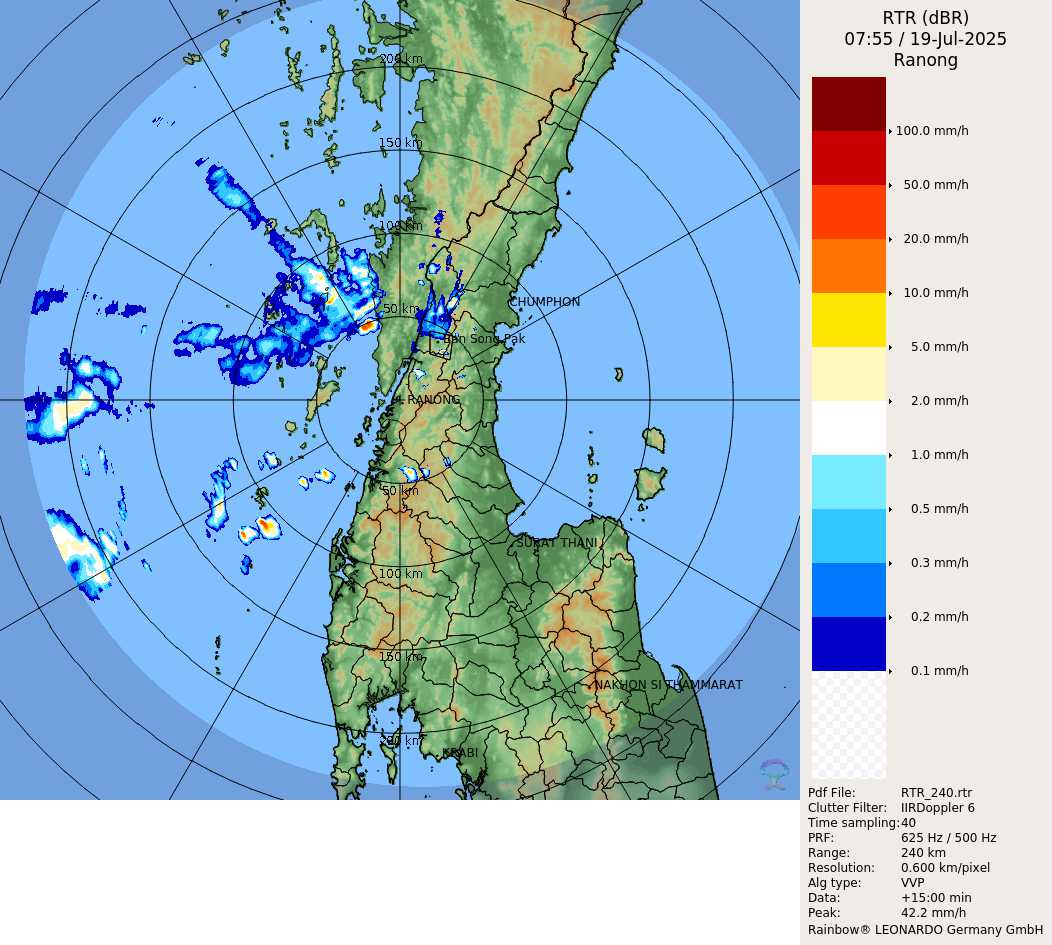 RTR (dBR)
07:55 / 19-Jul-2025
Ranong
200 km
150 km
100 km
50 km
CHUMPHON
Ban Song Pak
RANONG
50 km
SURAT THANI
100 km
150 km
NAKHON SI THAMMARAT
200 km
KRABI
100.0 mm/h
50.0 mm/h
20.0 mm/h
10.0 mm/h
5.0 mm/h
2.0 mm/h
1.0 mm/h
0.5 mm/h
0.3 mm/h
0.2 mm/h
0.1 mm/h
Pdf File: RTR_240.rtr
Clutter Filter: IIRDoppler 6
Time sampling: 40
PRF: 625 Hz / 500 Hz
Range: 240 km
Resolution: 0.600 km/pixel
Alg type: VVP
Data: +15:00 min
Peak: 42.2 mm/h
Rainbow® LEONARDO Germany GmbH